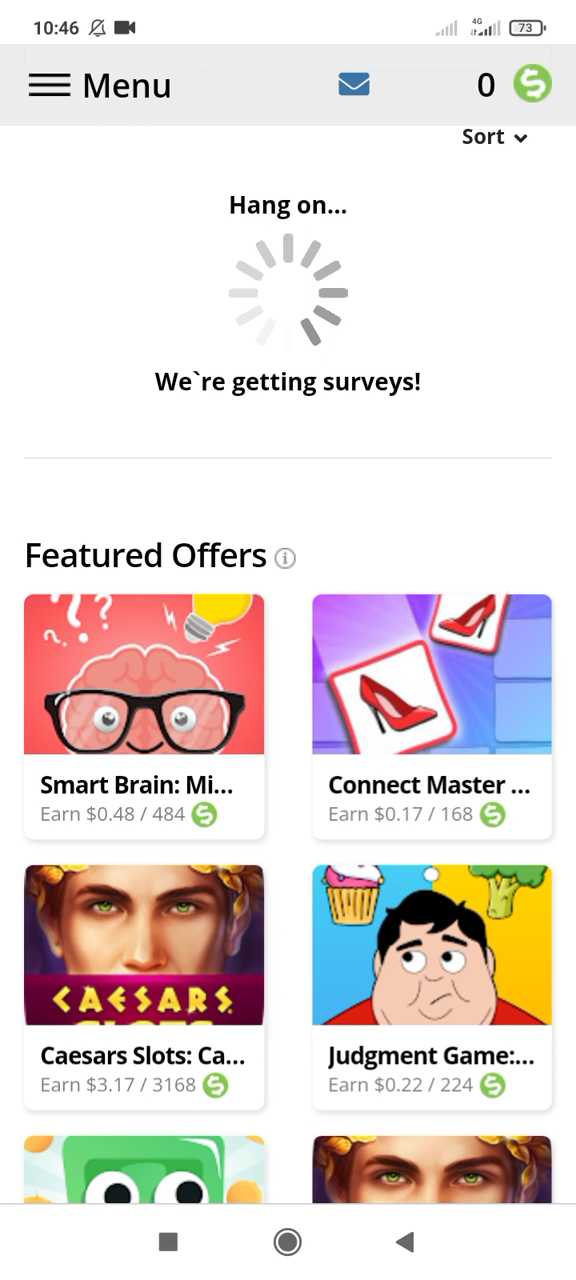 10:46 4G 73
Menu 0
Sort
Hang on...
We`re getting surveys!
Featured Offers
Smart Brain: Mi... Connect Master ...
Earn $0.48 / 484 Earn $0.17 / 168
CAESARS
Caesars Slots: Ca... Judgment Game:...
Earn $3.17 / 3168 Earn $0.22 / 224